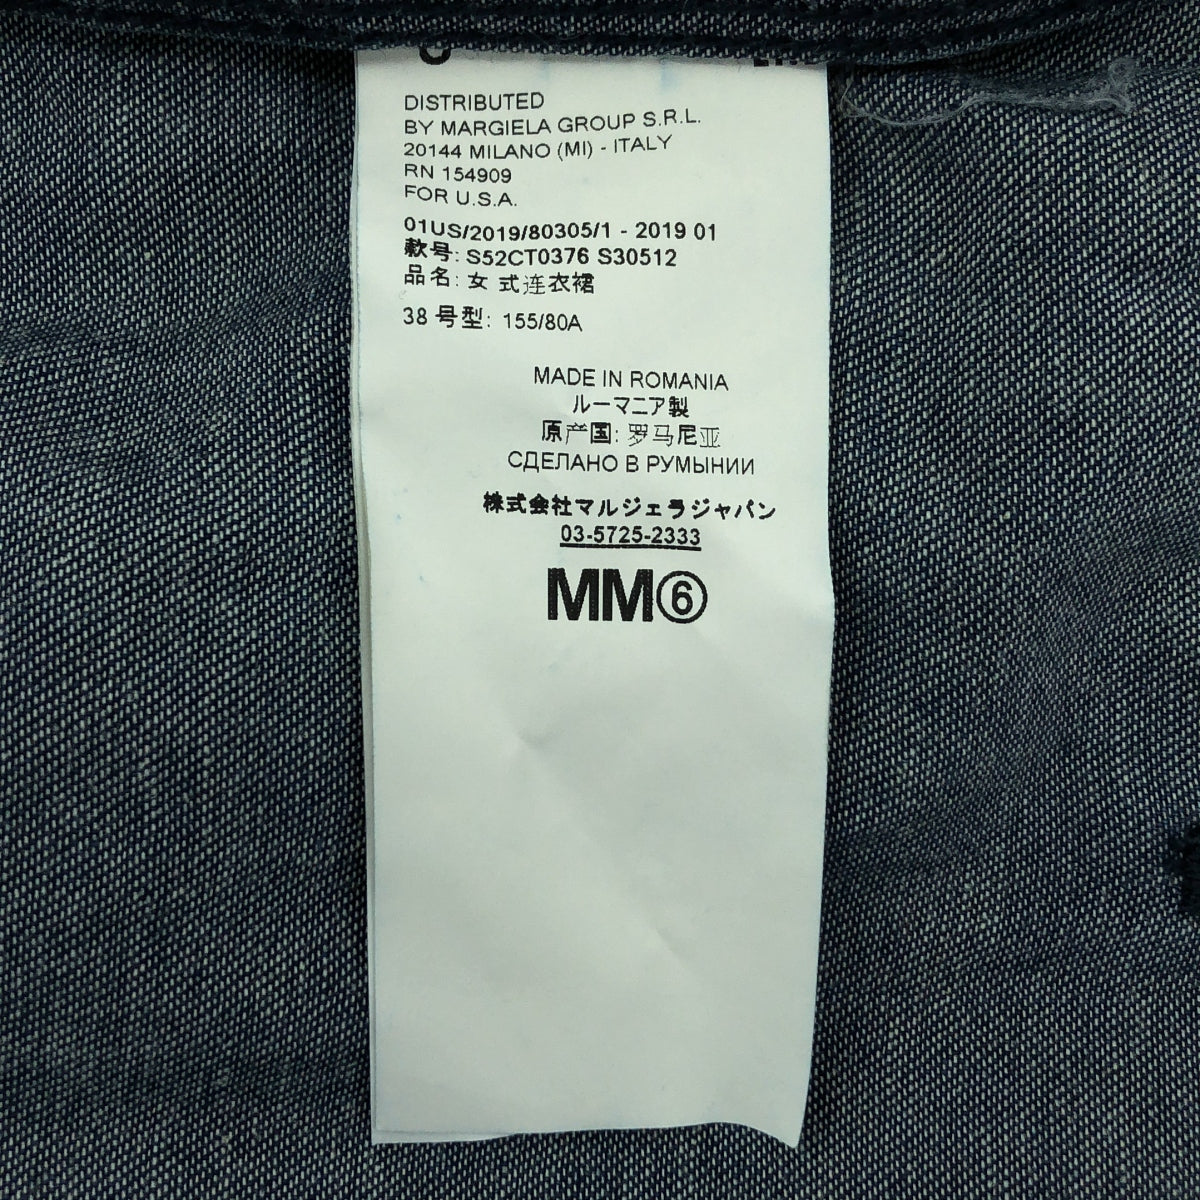 DISTRIBUTED
BY MARGIELA GROUP S.R.L.
20144 MILANO (MI) - ITALY
RN 154909
FOR U.S.A.
01US/2019/80305/1 - 2019 01
款号: S52CT0376 S30512
品名: 女 式连衣裙
38 号型: 155/80A
MADE IN ROMANIA
ルーマニア製
原产国: 罗马尼亚
СДЕЛАНО В РУМЫНИИ
株式会社マルジェラジャパン
03-5725-2333
MM⑥